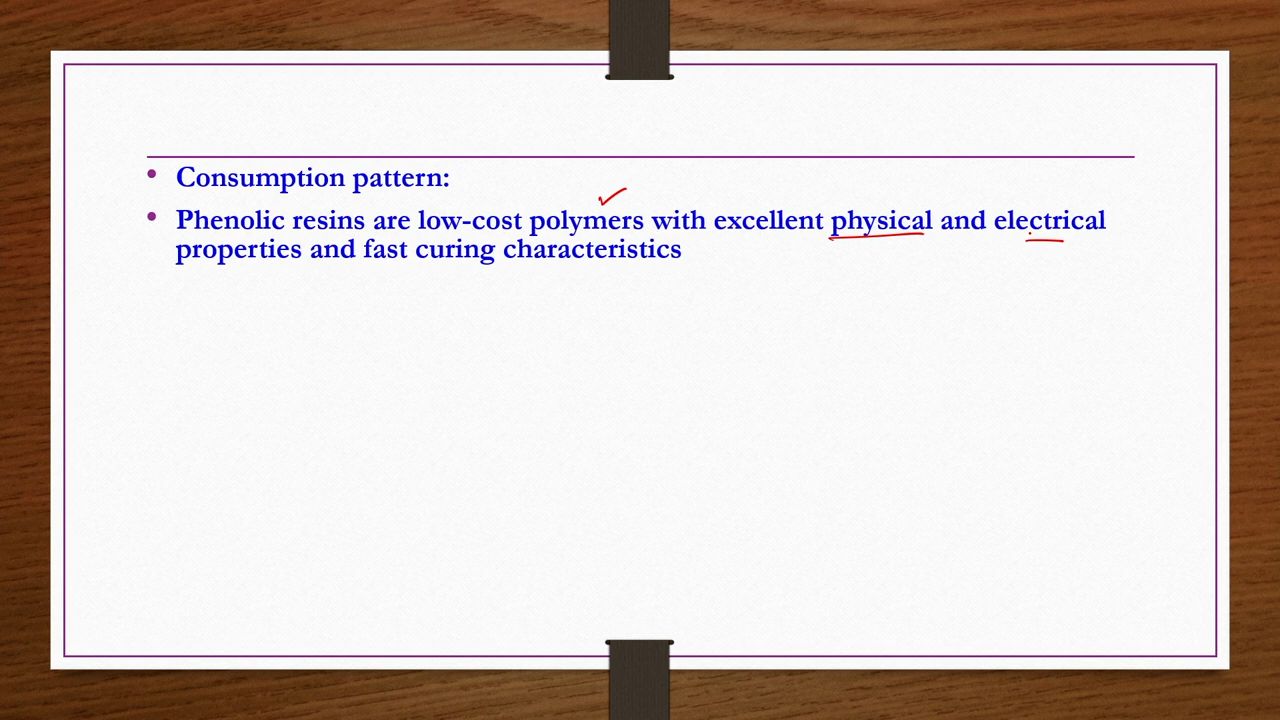 Consumption pattern:
Phenolic resins are low-cost polymers with excellent physical and electrical
properties and fast curing characteristics